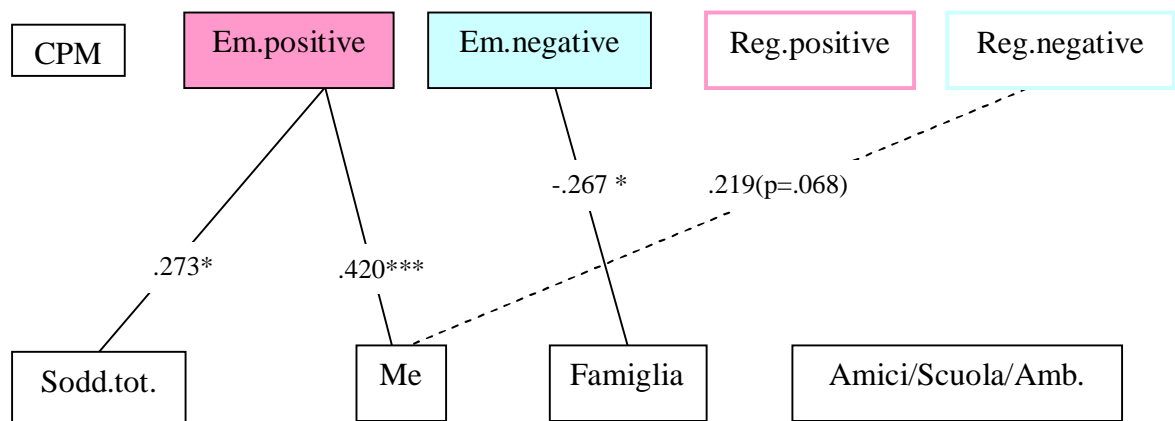 CPM
Em.positive
Em.negative
Reg.positive
Reg.negative
-.267 *
.219(p=.068)
.273*
.420***
Sodd.tot.
Me
Famiglia
Amici/Scuola/Amb.